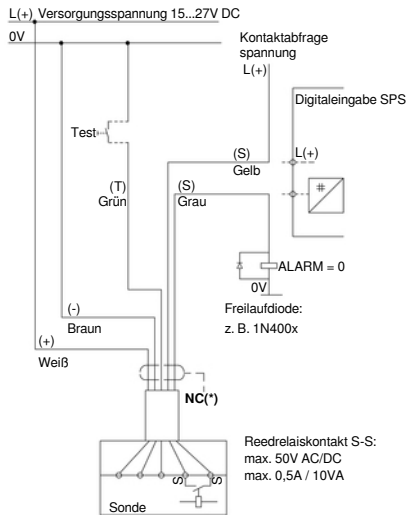 L(+) Versorgungsspannung 15...27V DC
0V
Kontaktabfrage
spannung
L(+)
Digitaleingabe SPS
Test
(S)
Gelb
L(+)
(T)
Grün
(S)
Grau
#
ALARM = 0
0V
(-)
Braun
Freilaufdiode:
z. B. 1N400x
(+)
Weiß
NC(*)
Reedrelaiskontakt S-S:
max. 50V AC/DC
max. 0,5A / 10VA
S S
Sonde